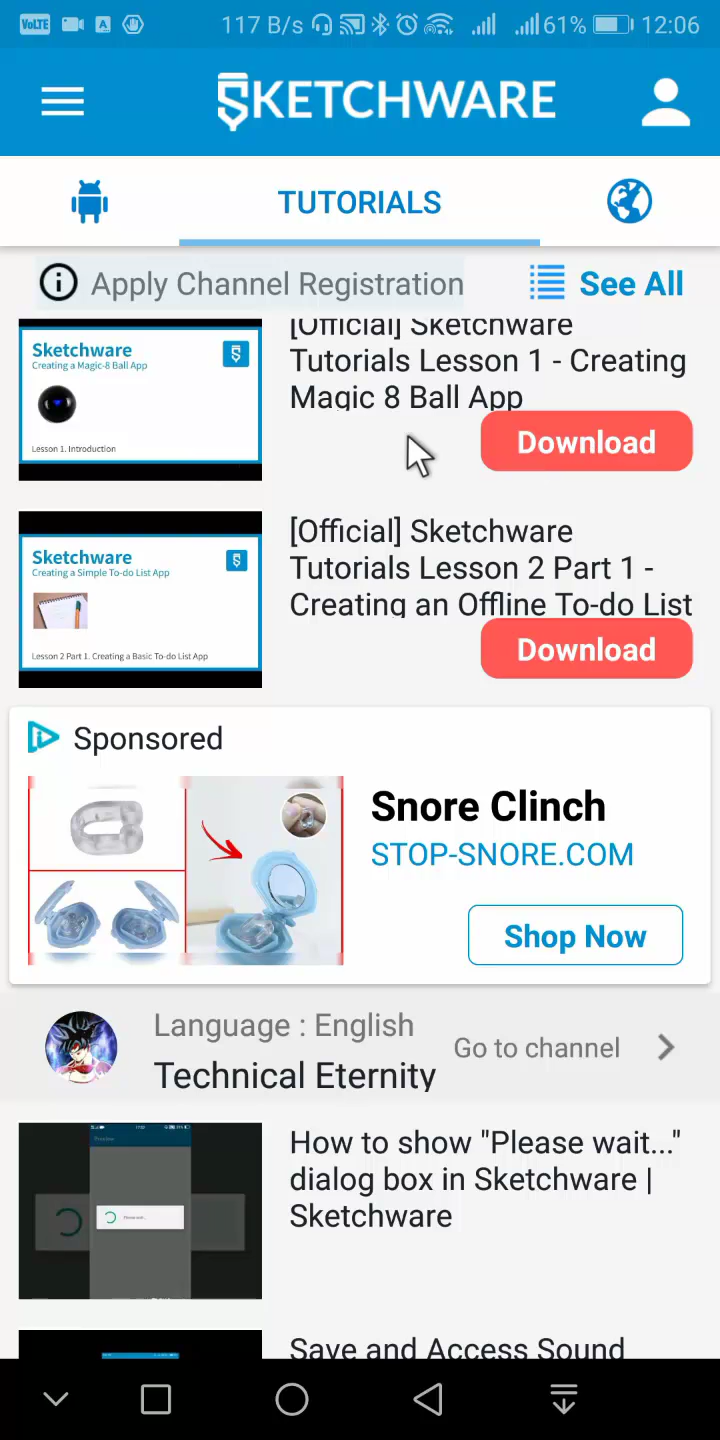 VoLTE A 117 B/s 61% 12:06
SKETCHWARE
TUTORIALS
Apply Channel Registration See All
[Official] Sketchware
Tutorials Lesson 1 - Creating
Magic 8 Ball App
Download
Sketchware
Creating a Magic-8 Ball App
Lesson 1. Introduction
[Official] Sketchware
Tutorials Lesson 2 Part 1 -
Creating an Offline To-do List
Download
Sketchware
Creating a Simple To-do List App
Lesson 2 Part 1. Creating a Basic To-do List App
Sponsored
Snore Clinch
STOP-SNORE.COM
Shop Now
Language : English
Technical Eternity
Go to channel
How to show "Please wait..."
dialog box in Sketchware |
Sketchware
Preview
Save and Access Sound